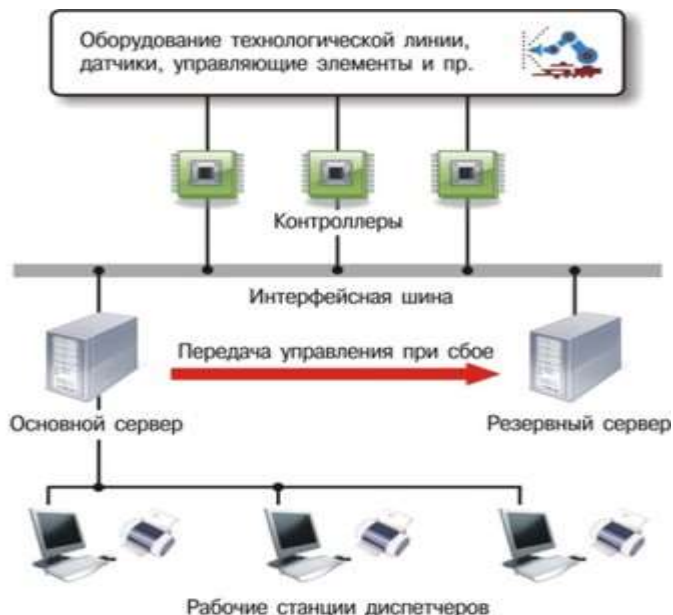 Оборудование технологической линии,
датчики, управляющие элементы и пр.
Контроллеры
Интерфейсная шина
Передача управления при сбое
Основной сервер
Резервный сервер
Рабочие станции диспетчеров